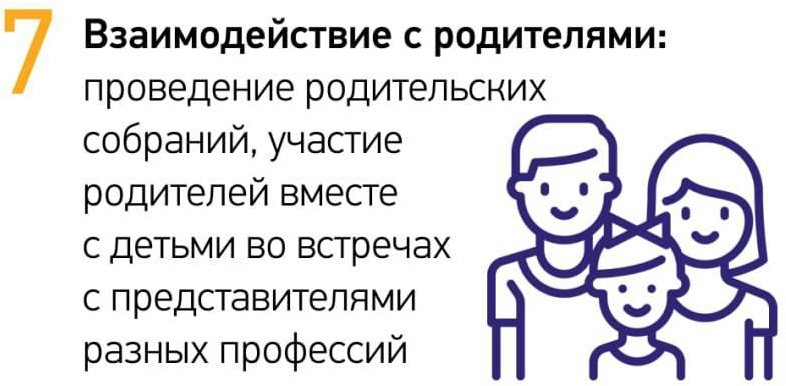 7
Взаимодействие с родителями:
проведение родительских
собраний, участие
родителей вместе
с детьми во встречах
с представителями
разных профессий